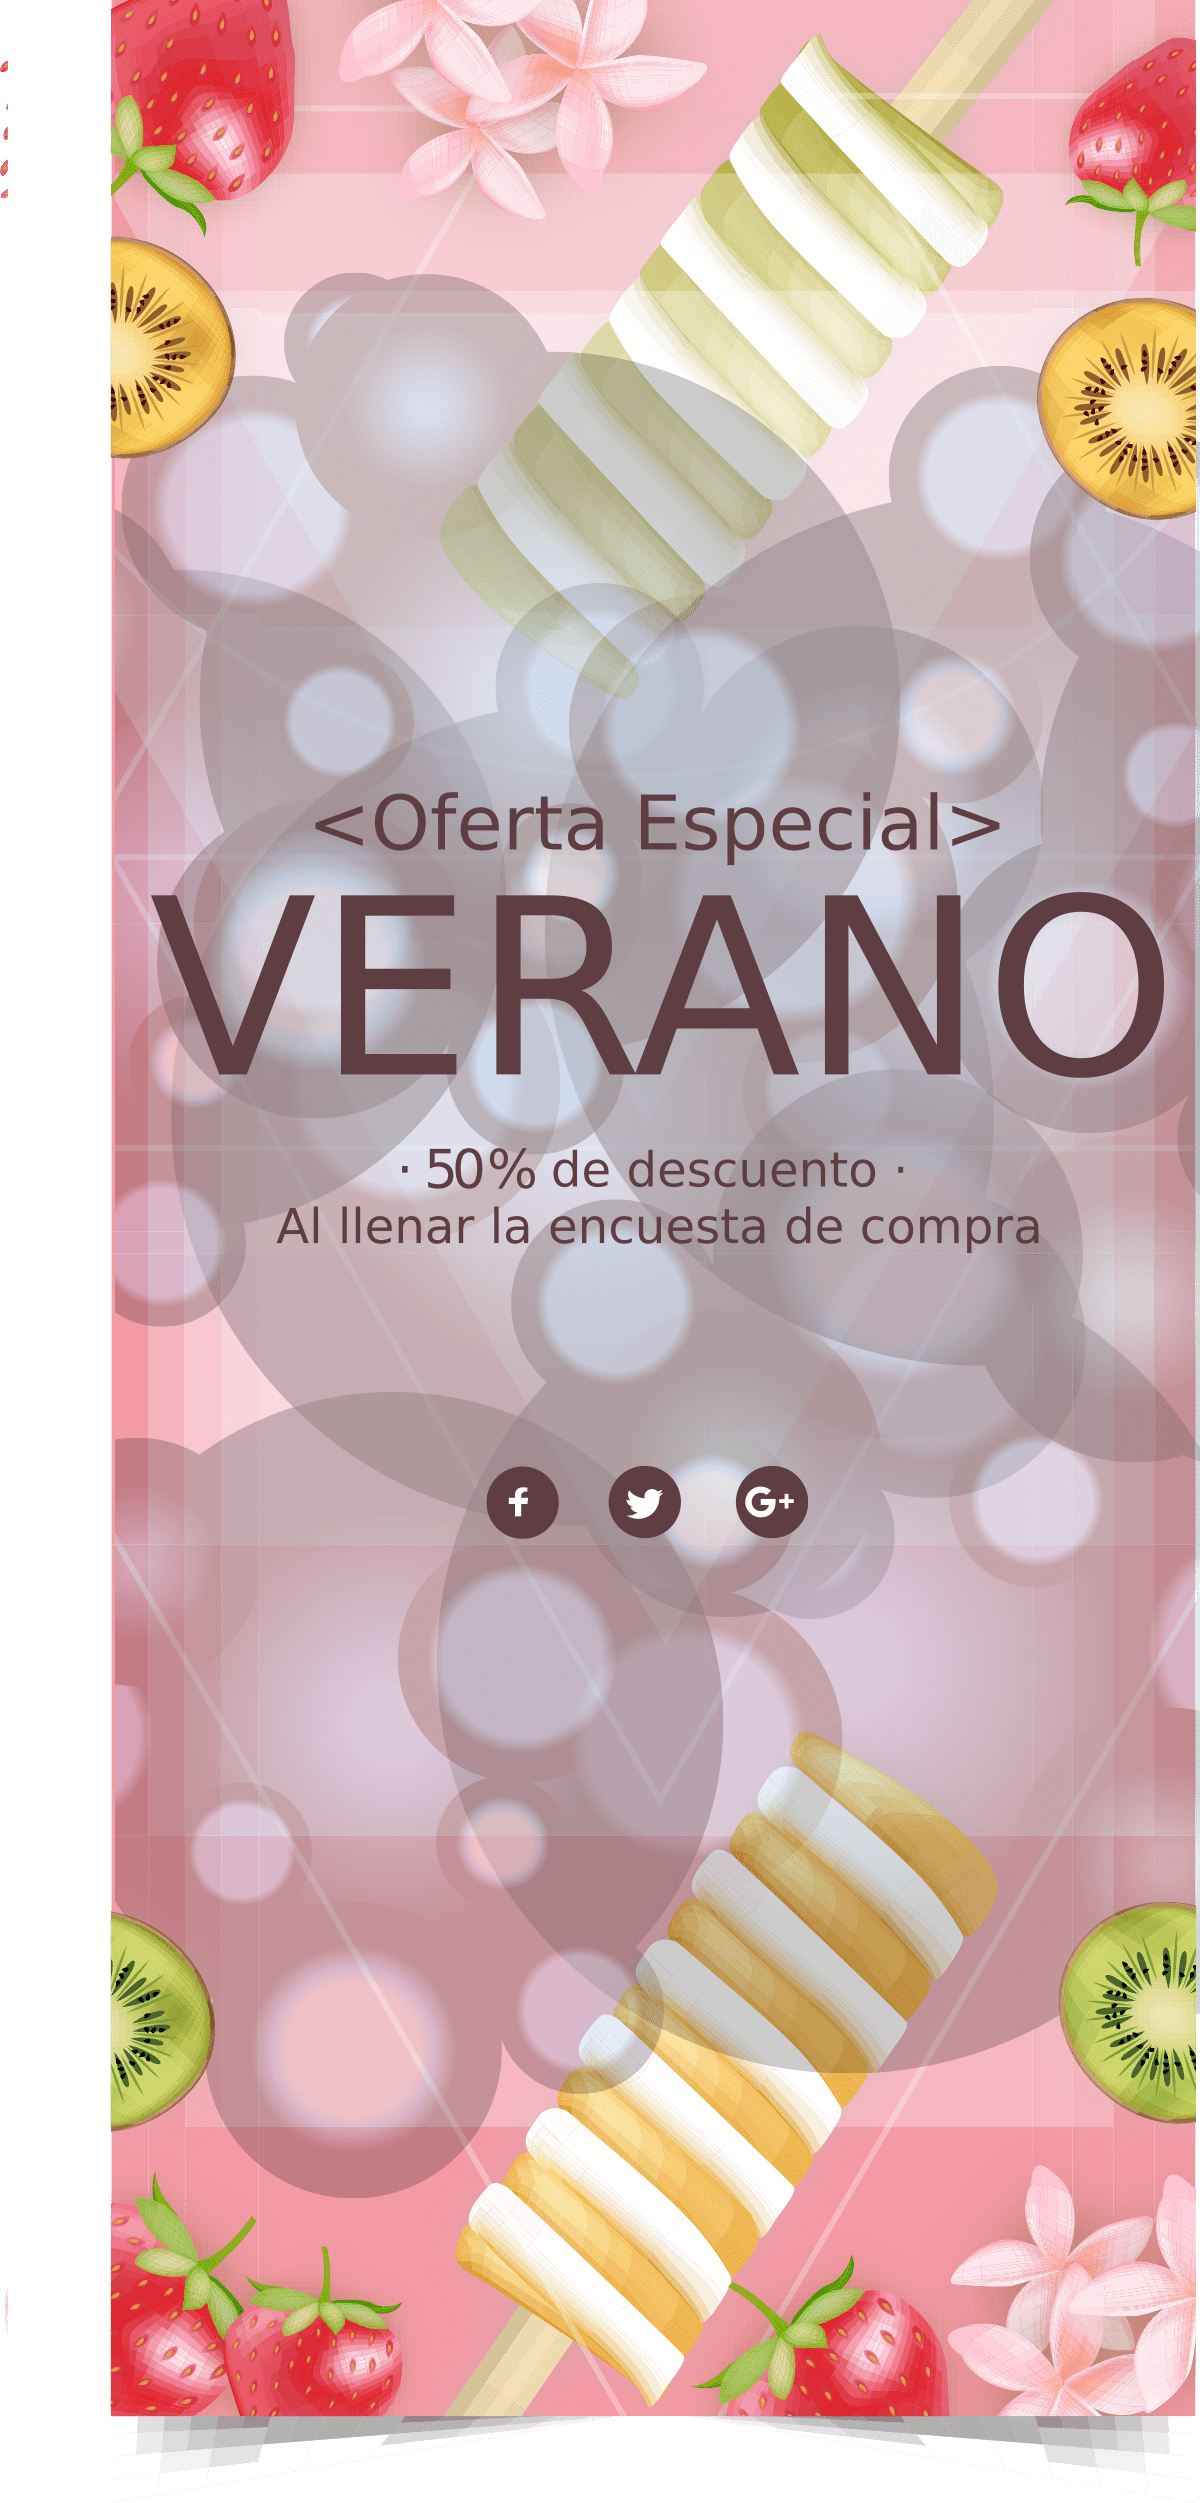 <Oferta Especial>
VERANO
· 50% de descuento ·
Al llenar la encuesta de compra
f
G+